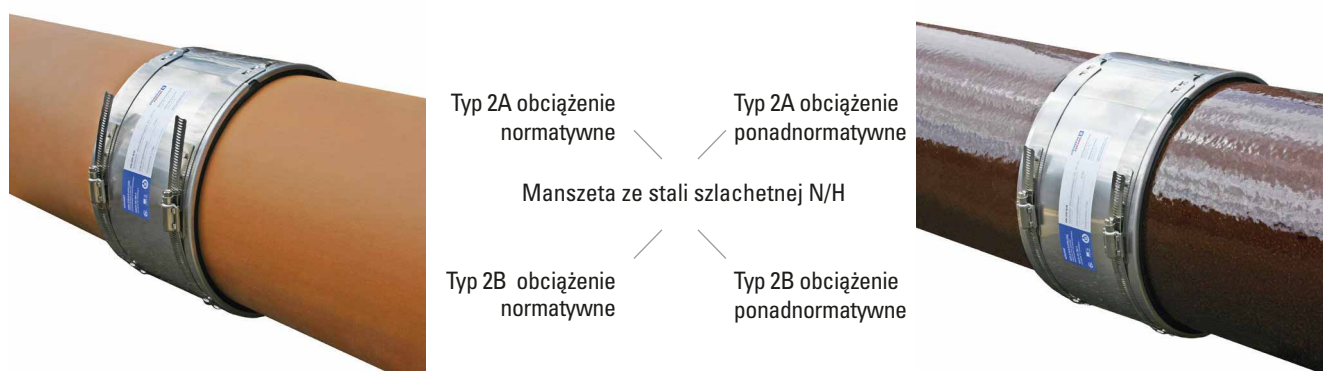 Typ 2A obciążenie
normatywne
Typ 2A obciążenie
ponadnormatywne
Manszeta ze stali szlachetnej N/H
Typ 2B obciążenie
normatywne
Typ 2B obciążenie
ponadnormatywne